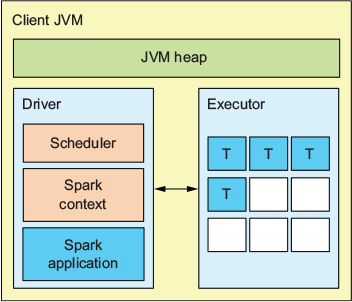 Client JVM
JVM heap
Driver
Scheduler
Spark
context
Spark
application
Executor
T T T
T